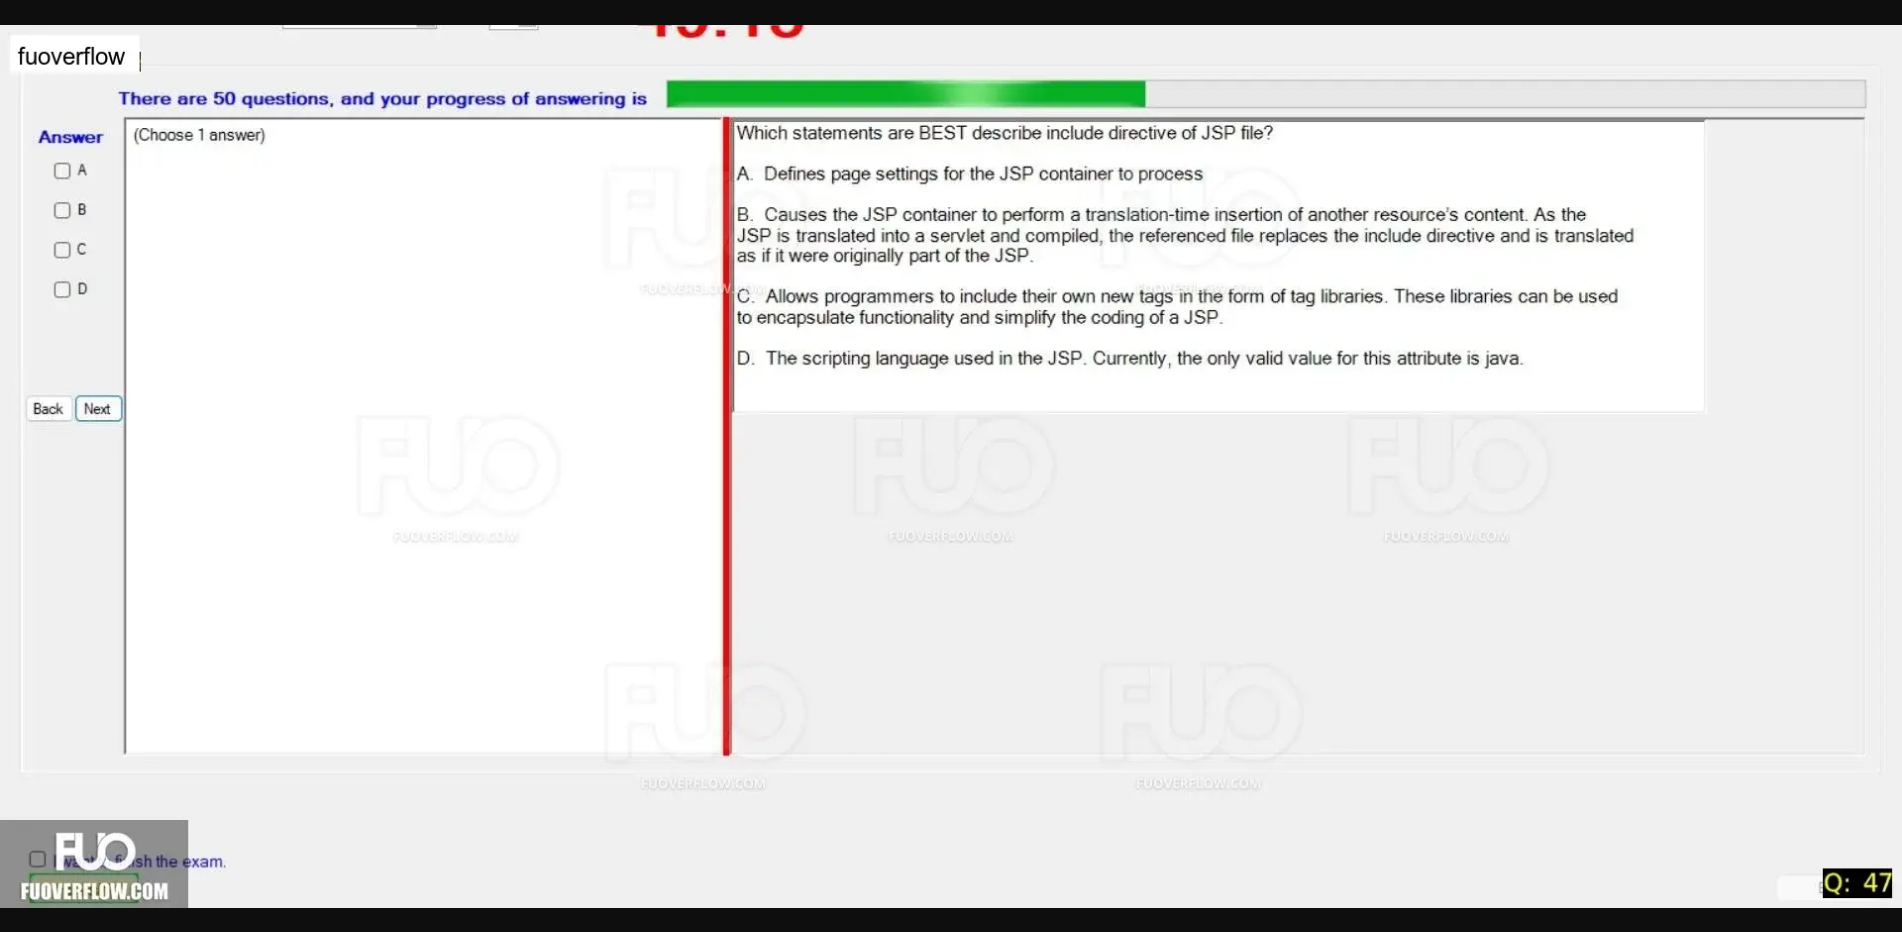 fuoverflow
There are 50 questions, and your progress of answering is
Answer
(Choose 1 answer)
A
B
C
D
Back
Next
Which statements are BEST describe include directive of JSP file?
A. Defines page settings for the JSP container to process
B. Causes the JSP container to perform a translation-time insertion of another resource's content. As the
JSP is translated into a servlet and compiled, the referenced file replaces the include directive and is translated
as if it were originally part of the JSP.
C. Allows programmers to include their own new tags in the form of tag libraries. These libraries can be used
to encapsulate functionality and simplify the coding of a JSP.
D. The scripting language used in the JSP. Currently, the only valid value for this attribute is java.
FUO
FUOVERFLOW.COM
FUO
FUOVERFLOW.COM
FUO
FUOVERFLOW.COM
FUO
FUOVERFLOW.COM
FUO
FUOVERFLOW.COM
FUO
FUOVERFLOW.COM
FUO
FUOVERFLOW.COM
I the exam.
FUO
FUOVERFLOW.COM
Q: 47